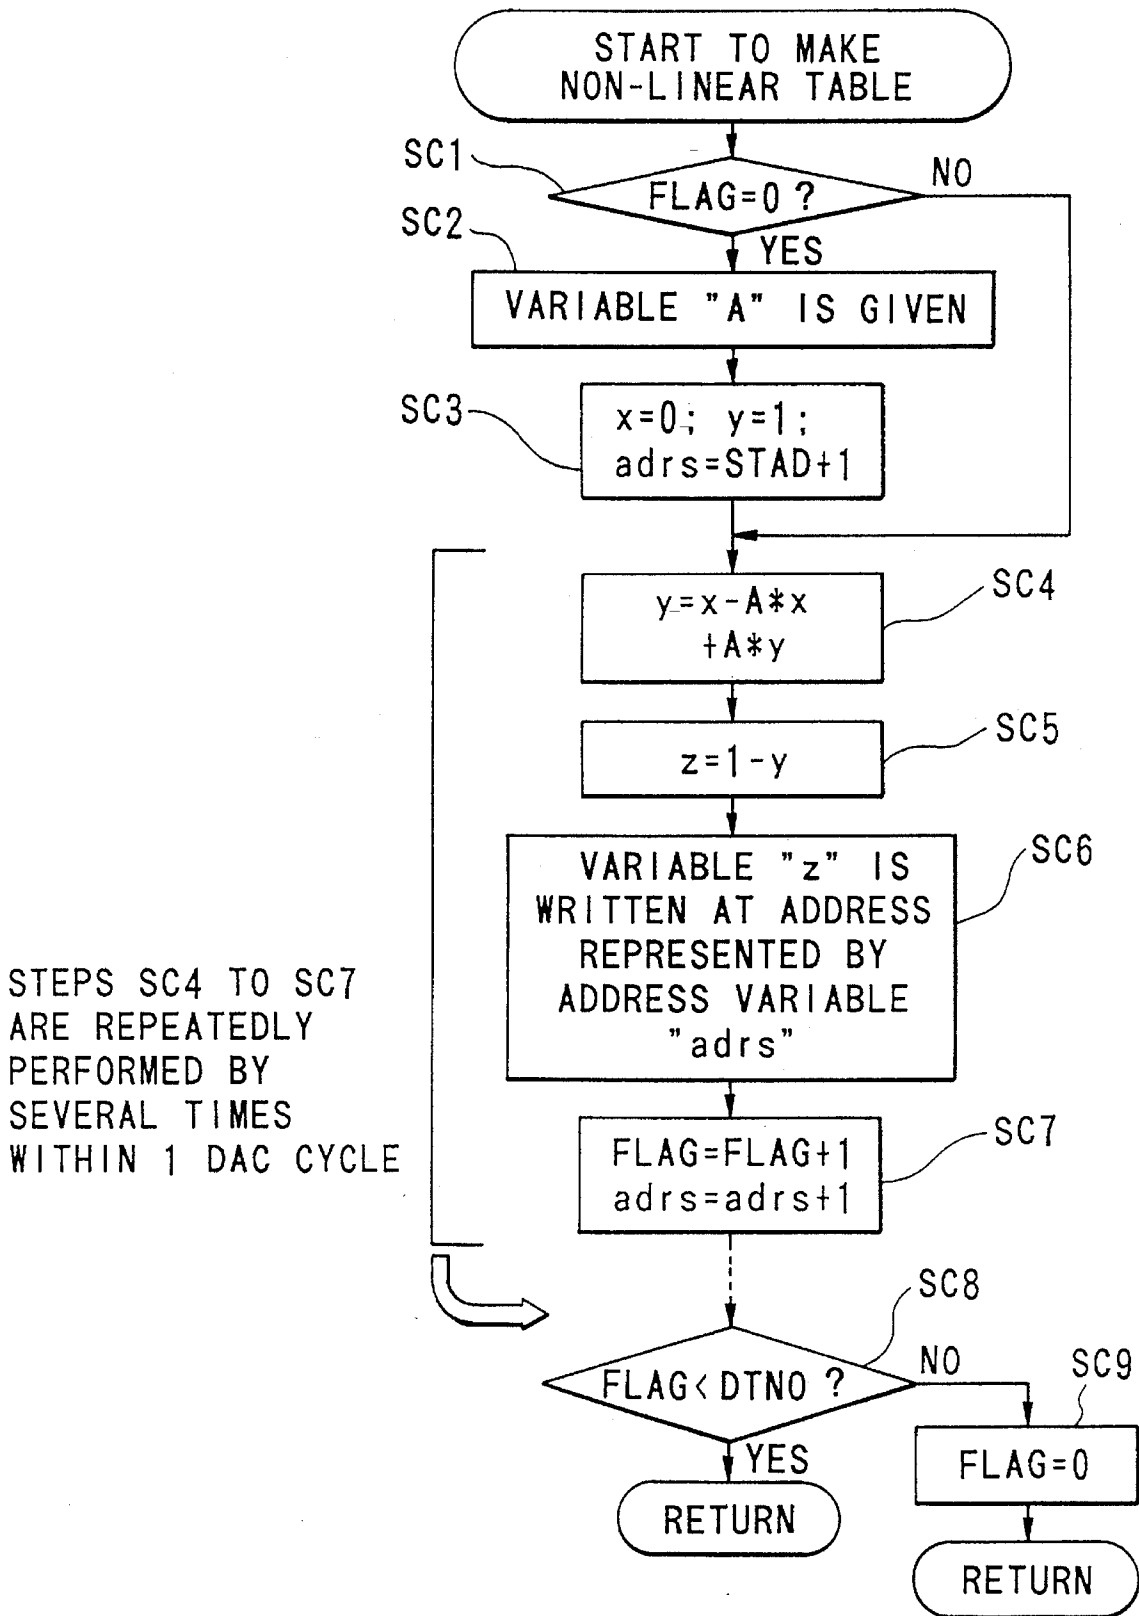 START TO MAKE
NON-LINEAR TABLE
SC1
FLAG=0 ?
NO
SC2
YES
VARIABLE "A" IS GIVEN
SC3
x=0; y=1;
adrs=STAD+1
SC4
y=x-A*x
+A*y
SC5
z=1-y
SC6
VARIABLE "z" IS
WRITTEN AT ADDRESS
REPRESENTED BY
ADDRESS VARIABLE
"adrs"
STEPS SC4 TO SC7
ARE REPEATEDLY
PERFORMED BY
SEVERAL TIMES
WITHIN 1 DAC CYCLE
SC7
FLAG=FLAG+1
adrs=adrs+1
SC8
FLAG<DTNO ?
NO
SC9
YES
FLAG=0
RETURN
RETURN